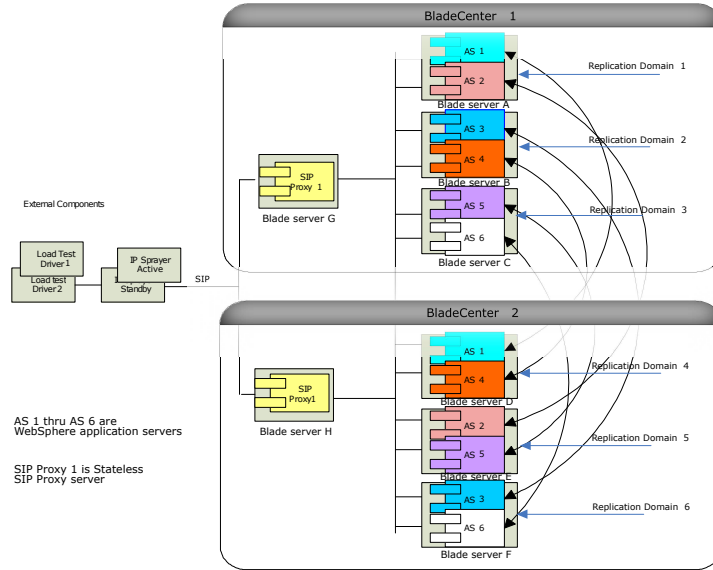 BladeCenter 1
AS 1
AS 2
Blade server A
Replication Domain 1
AS 3
AS 4
Blade server B
Replication Domain 2
AS 5
AS 6
Blade server C
Replication Domain 3
SIP
Proxy 1
Blade server G
External Components
Load Test
Driver 1
Load test
Driver 2
IP Sprayer
Active
Standby
SIP
BladeCenter 2
AS 1
AS 4
Blade server D
Replication Domain 4
AS 2
AS 5
Blade server E
Replication Domain 5
AS 3
AS 6
Blade server F
Replication Domain 6
SIP
Proxy1
Blade server H
AS 1 thru AS 6 are
WebSphere application servers
SIP Proxy 1 is Stateless
SIP Proxy server